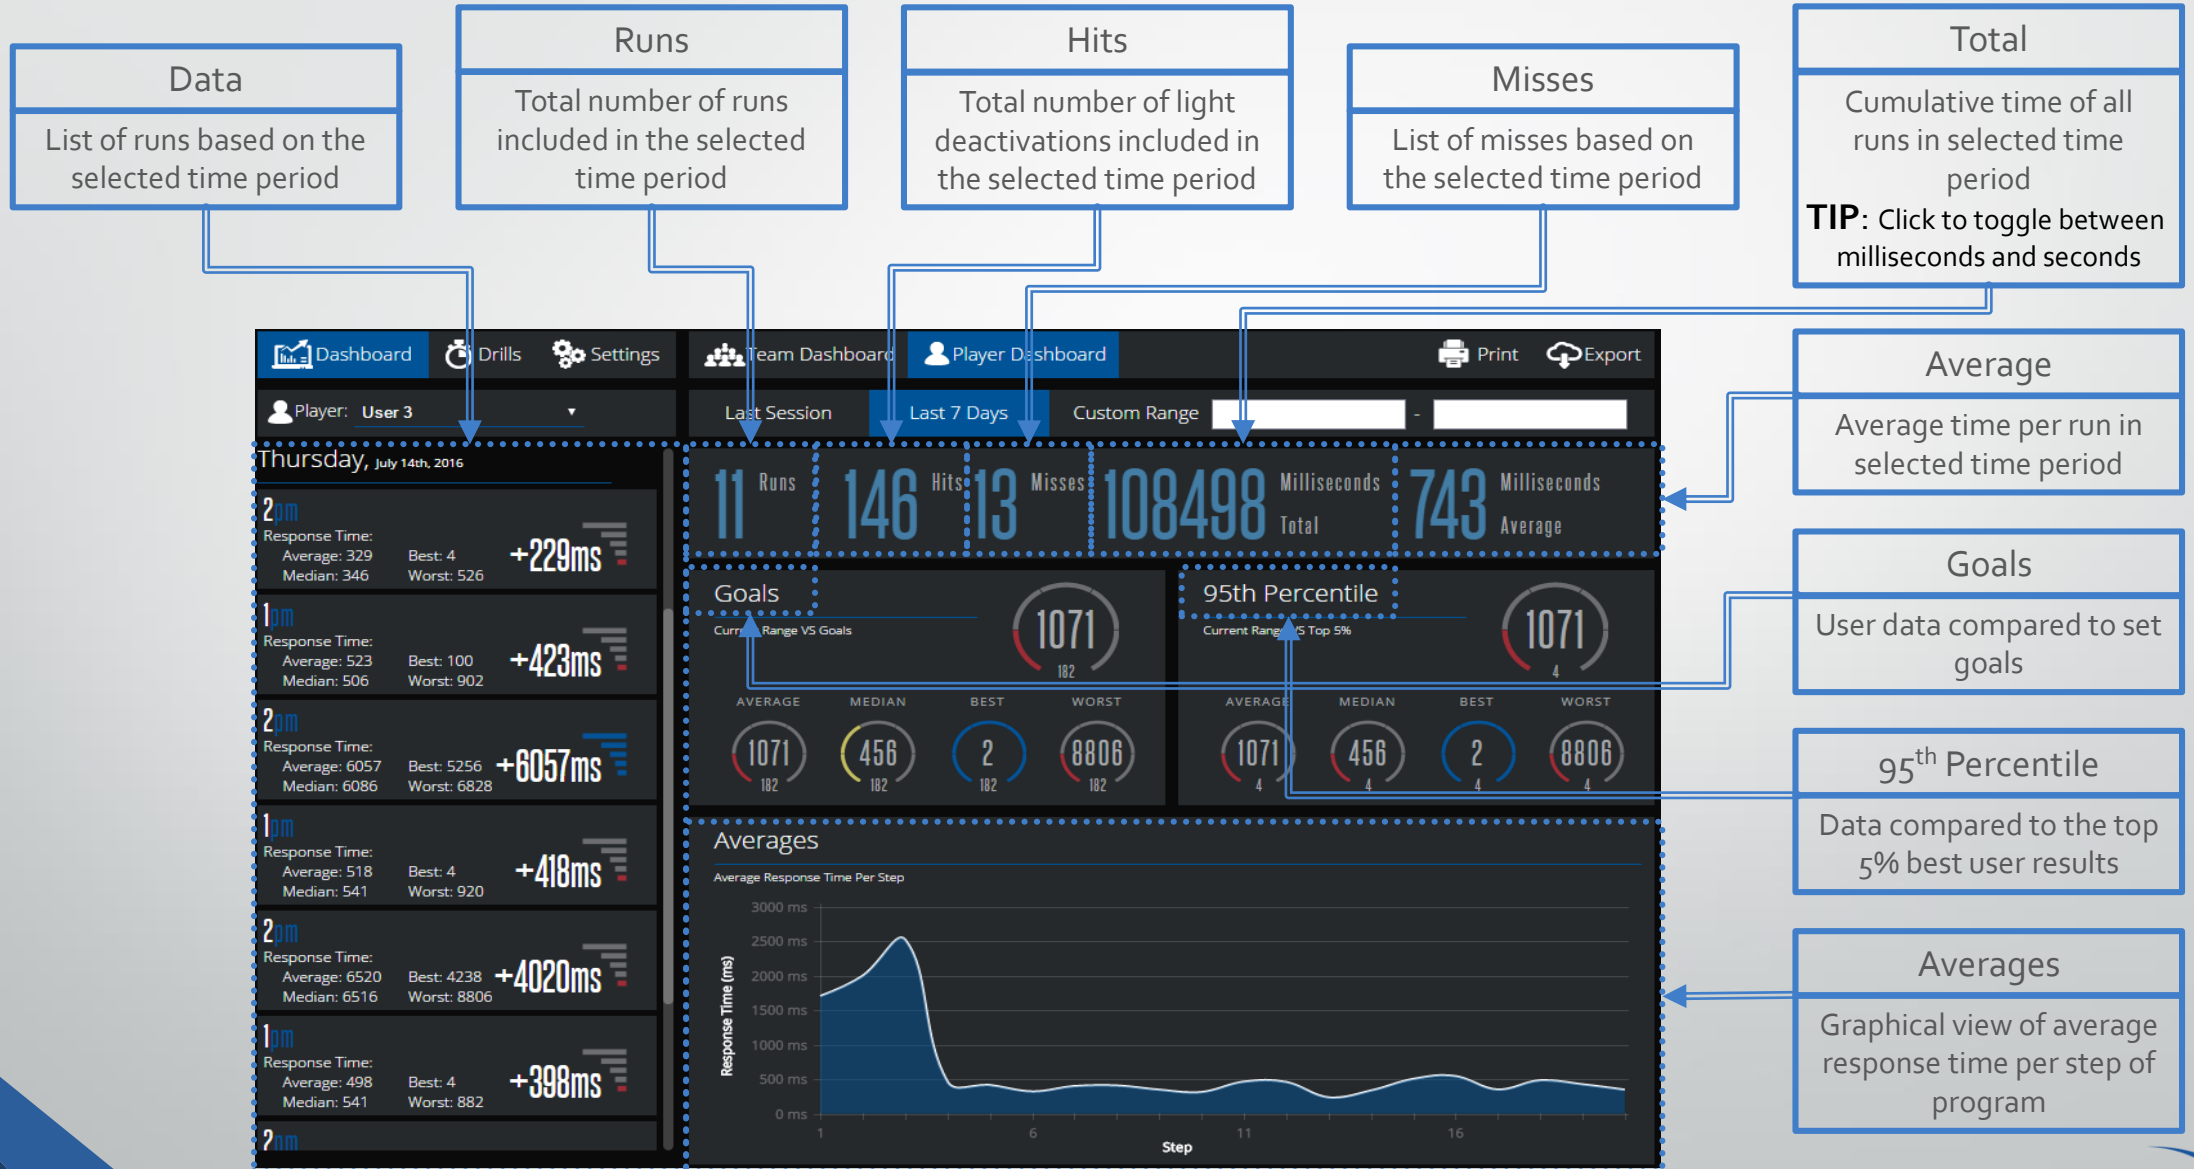 Data
List of runs based on the
selected time period
Runs
Total number of runs
included in the selected
time period
Hits
Total number of light
deactivations included in
the selected time period
Misses
List of misses based on
the selected time period
Total
Cumulative time of all
runs in selected time
period
TIP: Click to toggle between
milliseconds and seconds
Average
Average time per run in
selected time period
Goals
User data compared to set
goals
95th Percentile
Data compared to the top
5% best user results
Averages
Graphical view of average
response time per step of
program
Dashboard Drills Settings Team Dashboard Player Dashboard Print Export
Player: User 3 Last Session Last 7 Days Custom Range -
Thursday, July 14th, 2016
2pm
Response Time:
Average: 329 Best: 4
Median: 346 Worst: 526
+229ms
1pm
Response Time:
Average: 523 Best: 100
Median: 506 Worst: 902
+423ms
2pm
Response Time:
Average: 6057 Best: 5256
Median: 6086 Worst: 6828
+6057ms
1pm
Response Time:
Average: 518 Best: 4
Median: 541 Worst: 920
+418ms
2pm
Response Time:
Average: 6520 Best: 4238
Median: 6516 Worst: 8806
+4020ms
1pm
Response Time:
Average: 498 Best: 4
Median: 541 Worst: 882
+398ms
2pm
11 Runs
146 Hits
13 Misses
108498 Milliseconds
Total
743 Milliseconds
Average
Goals
Current Range VS Goals
1071
182
AVERAGE MEDIAN BEST WORST
1071 456 2 8806
182 182 182 182
95th Percentile
Current Range VS Top 5%
1071
4
AVERAGE MEDIAN BEST WORST
1071 456 2 8806
4 4 4 4
Averages
Average Response Time Per Step
Response Time (ms)
3000 ms
2500 ms
2000 ms
1500 ms
1000 ms
500 ms
0 ms
1 6 11 16
Step